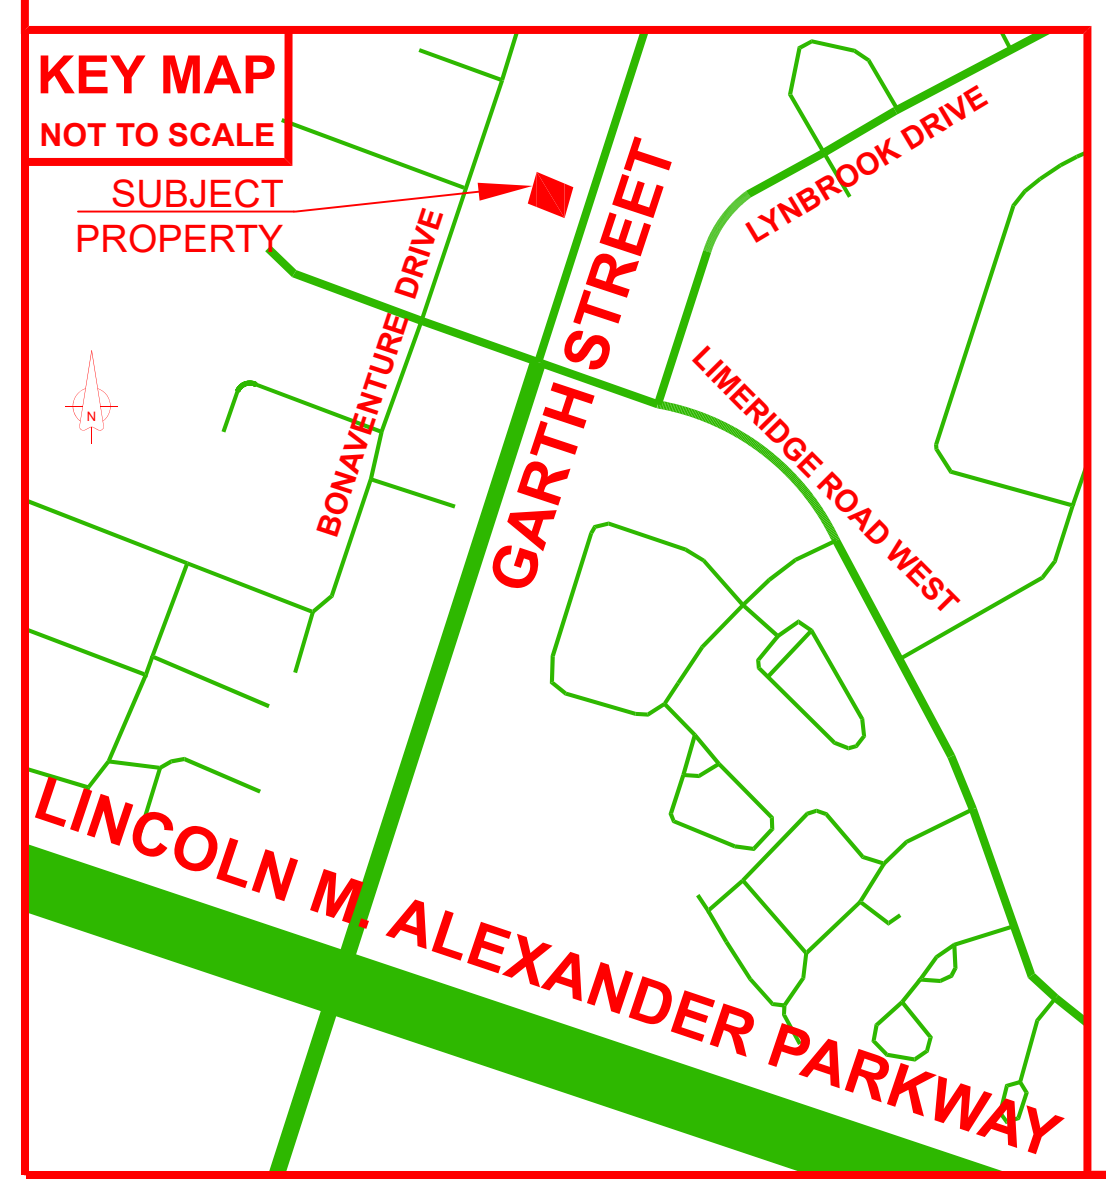 KEY MAP
NOT TO SCALE
SUBJECT
PROPERTY
LYNBROOK DRIVE
BONAVENTURE DRIVE
GARTH STREET
LIMERIDGE ROAD WEST
N
LINCOLN M. ALEXANDER PARKWAY